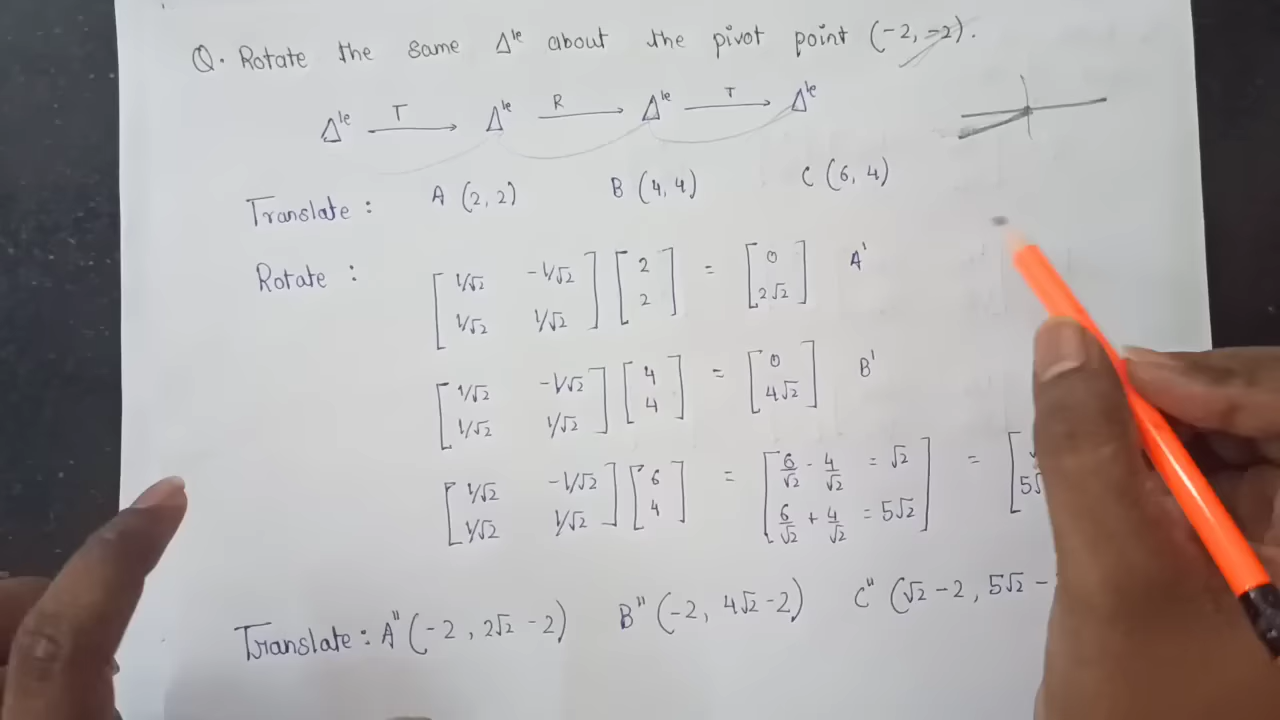 Q. Rotate the same Δˡᵉ about the pivot point (-2, -2).
Δˡᵉ T→ Δˡᵉ R→ Δˡᵉ T→ Δˡᵉ
Translate : A (2, 2) B (4, 4) C (6, 4)
Rotate : [1/√2 -1/√2; 1/√2 1/√2] [2; 2] = [0; 2√2] A'
[1/√2 -1/√2; 1/√2 1/√2] [4; 4] = [0; 4√2] B'
[1/√2 -1/√2; 1/√2 1/√2] [6; 4] = [6/√2 - 4/√2 = √2; 6/√2 + 4/√2 = 5√2] = [
Translate : A" (-2, 2√2 - 2) B" (-2, 4√2 - 2) C" (√2 - 2, 5√2 -